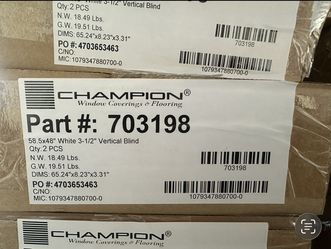 58.5x48" White 3-1/2" Vertical Blind
Qty: 2 PCS
N.W. 18.49 Lbs.
G.W. 19.51 Lbs.
DIMS: 65.24"x8.23"x3.31"
PO #: 4703653463
C/NO:
MIC: 1079347880700-0
703198
1079347880700-0
CHAMPION®
Window Coverings & Flooring
Part #: 703198
58.5x48" White 3-1/2" Vertical Blind
Qty: 2 PCS
N.W. 18.49 Lbs.
G.W. 19.51 Lbs.
DIMS: 65.24"x8.23"x3.31"
PO #: 4703653463
C/NO:
MIC: 1079347880700-0
703198
1079347880700-0
CHAMPION®
Window Coverings & Flooring